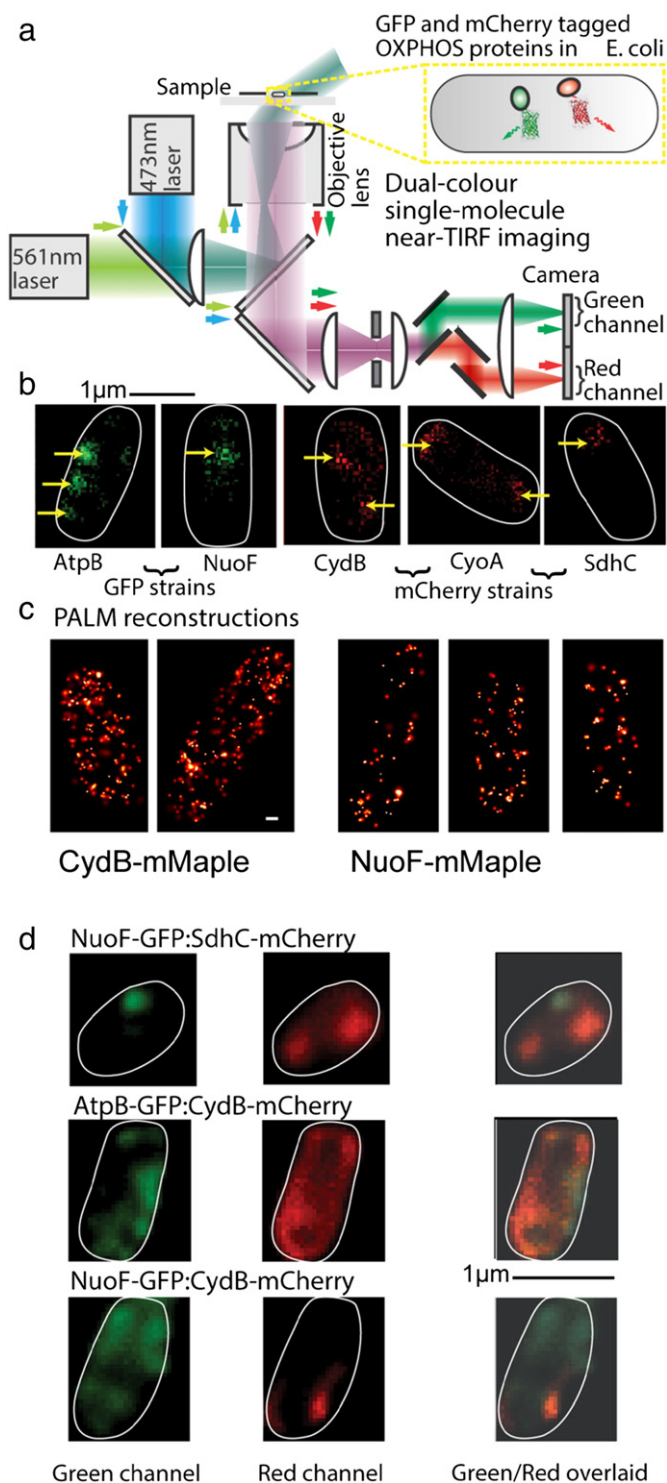 a
GFP and mCherry tagged
OXPHOS proteins in E. coli
Sample
473nm
laser
Objective
lens
561nm
laser
Dual-colour
single-molecule
near-TIRF imaging
Camera
Green
channel
Red
channel
b
1μm
AtpB NuoF CydB CyoA SdhC
GFP strains mCherry strains
c
PALM reconstructions
CydB-mMaple NuoF-mMaple
d
NuoF-GFP:SdhC-mCherry
AtpB-GFP:CydB-mCherry
NuoF-GFP:CydB-mCherry
1μm
Green channel Red channel Green/Red overlaid